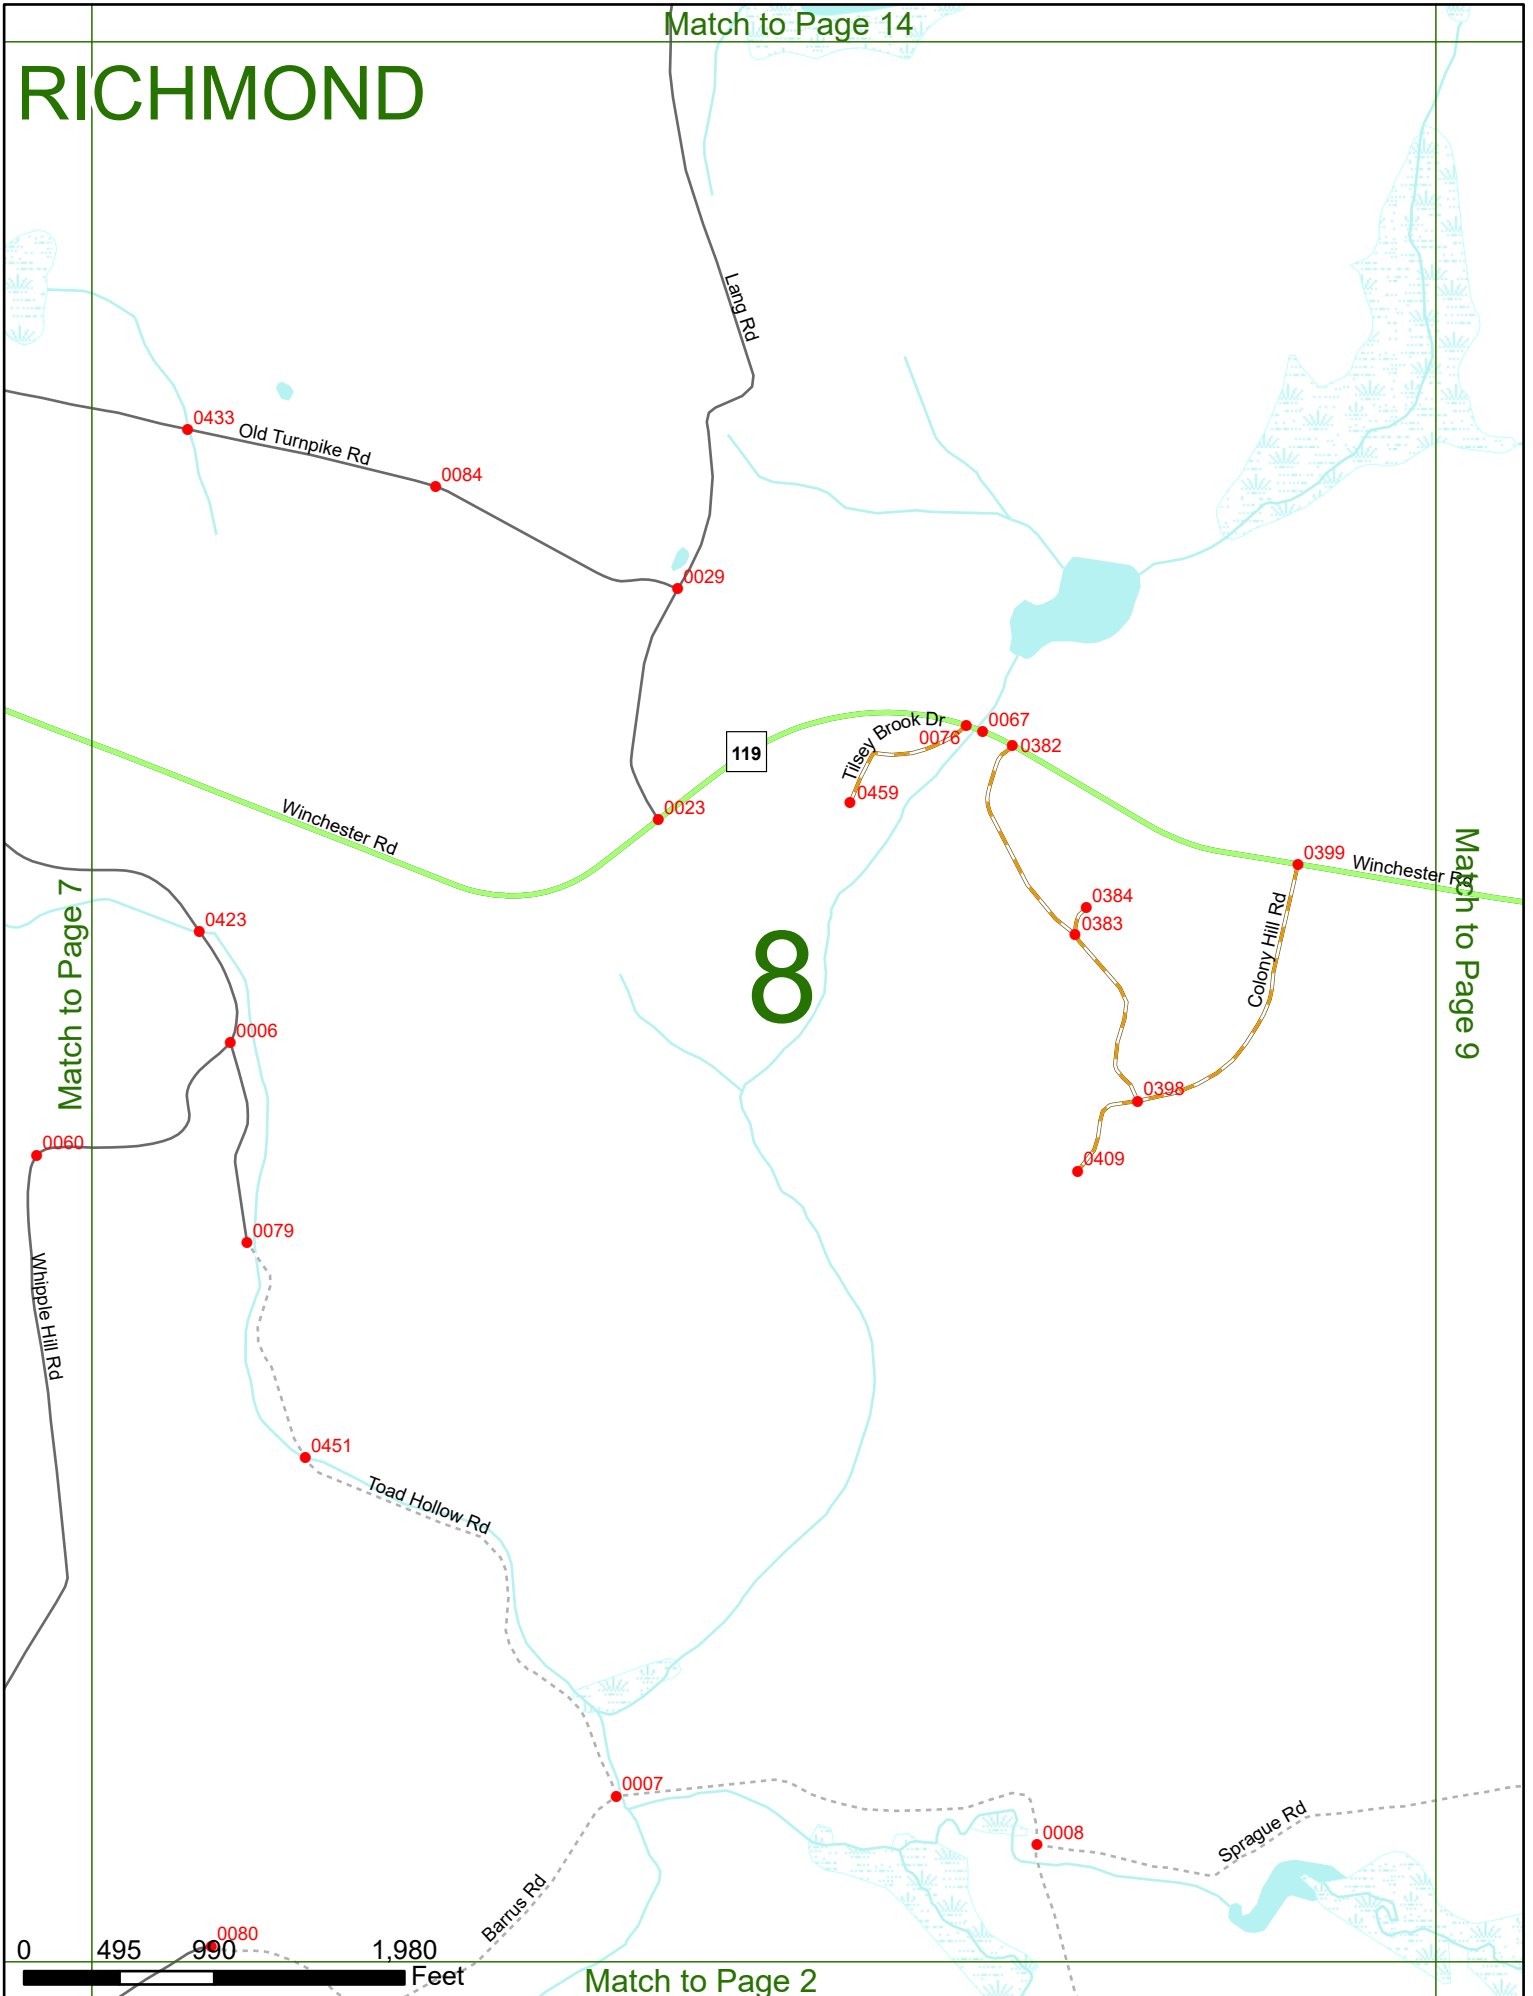 Match to Page 14
RICHMOND
Lang Rd
0433
Old Turnpike Rd
0084
0029
Tilsey Brook Dr
0067
0076
0382
119
0459
0023
Winchester Rd
0399
Winchester Rd
Match to Page 7
Match to Page 9
0384
0423
0383
8
Colony Hill Rd
0006
0398
0060
0409
0079
Whipple Hill Rd
0451
Toad Hollow Rd
0007
0008
Sprague Rd
Barrus Rd
0080
0 495 990 1,980
Feet
Match to Page 2